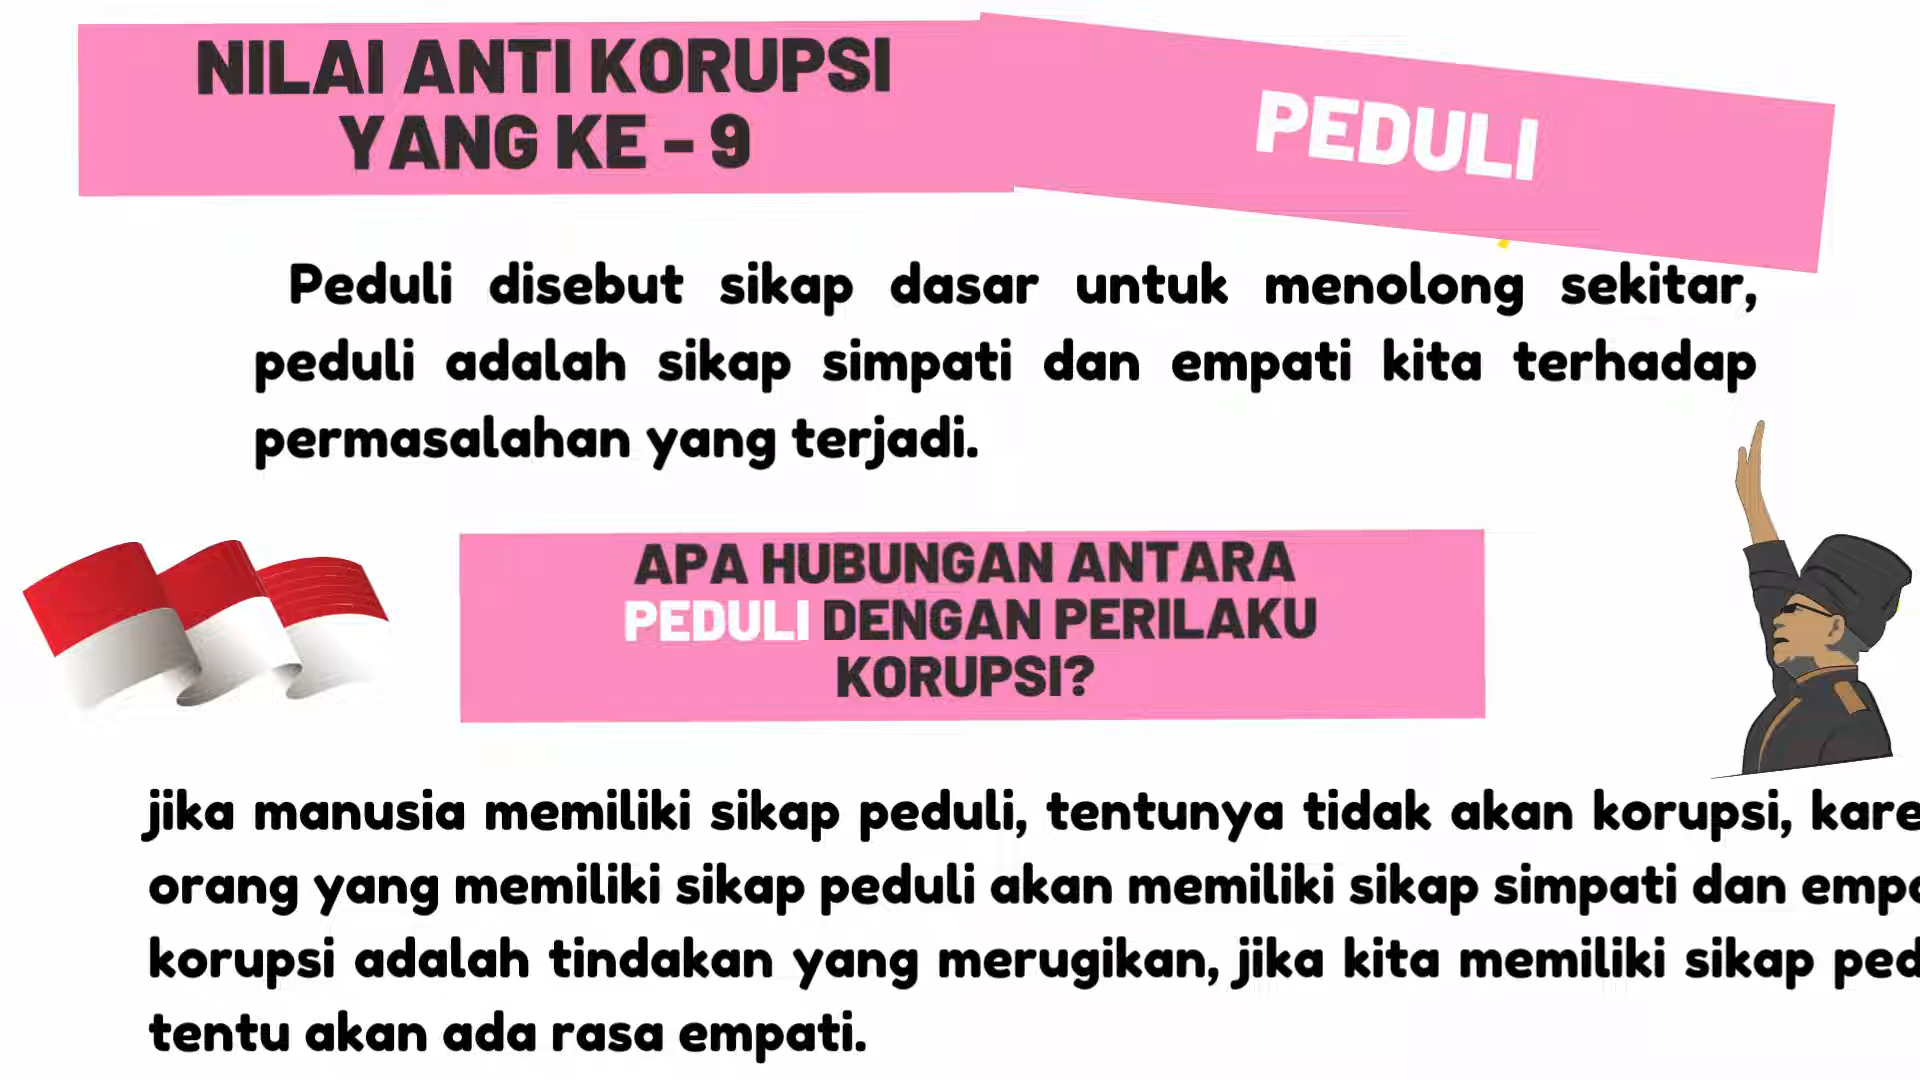 NILAI ANTI KORUPSI
YANG KE - 9
PEDULI
Peduli disebut sikap dasar untuk menolong sekitar,
peduli adalah sikap simpati dan empati kita terhadap
permasalahan yang terjadi.
APA HUBUNGAN ANTARA
PEDULI DENGAN PERILAKU
KORUPSI?
jika manusia memiliki sikap peduli, tentunya tidak akan korupsi,
orang yang memiliki sikap peduli akan memiliki sikap simpati dan
korupsi adalah tindakan yang merugikan, jika kita memiliki sikap
tentu akan ada rasa empati.